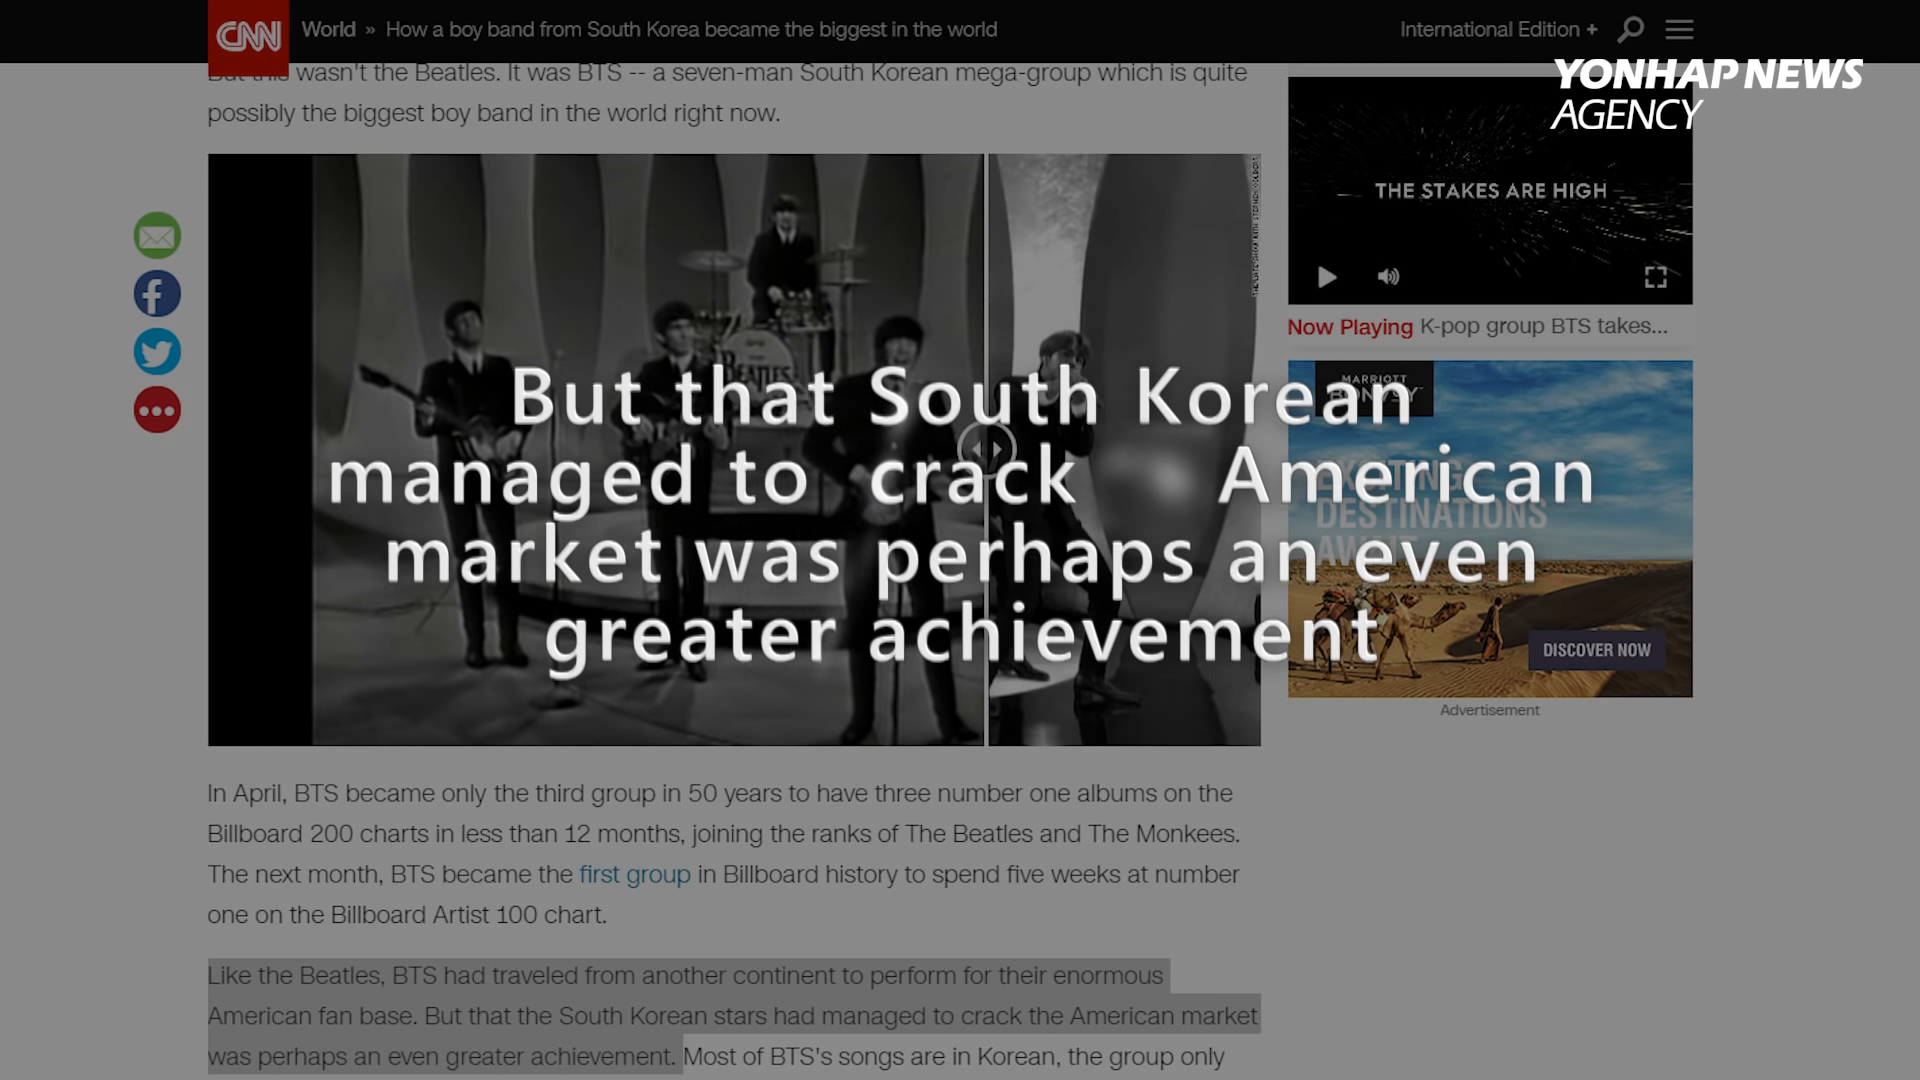 CNN World » How a boy band from South Korea became the biggest in the world
International Edition +
YONHAP NEWS
AGENCY
But this wasn't the Beatles. It was BTS -- a seven-man South Korean mega-group which is quite
possibly the biggest boy band in the world right now.
THE STAKES ARE HIGH
Now Playing K-pop group BTS takes...
BEATLES
But that South Korean
managed to crack American
market was perhaps an even
greater achievement
MARRIOTT
BONVOY
EXCITING
DESTINATIONS
AWAIT
DISCOVER NOW
Advertisement
In April, BTS became only the third group in 50 years to have three number one albums on the
Billboard 200 charts in less than 12 months, joining the ranks of The Beatles and The Monkees.
The next month, BTS became the first group in Billboard history to spend five weeks at number
one on the Billboard Artist 100 chart.
Like the Beatles, BTS had traveled from another continent to perform for their enormous
American fan base. But that the South Korean stars had managed to crack the American market
was perhaps an even greater achievement. Most of BTS's songs are in Korean, the group only